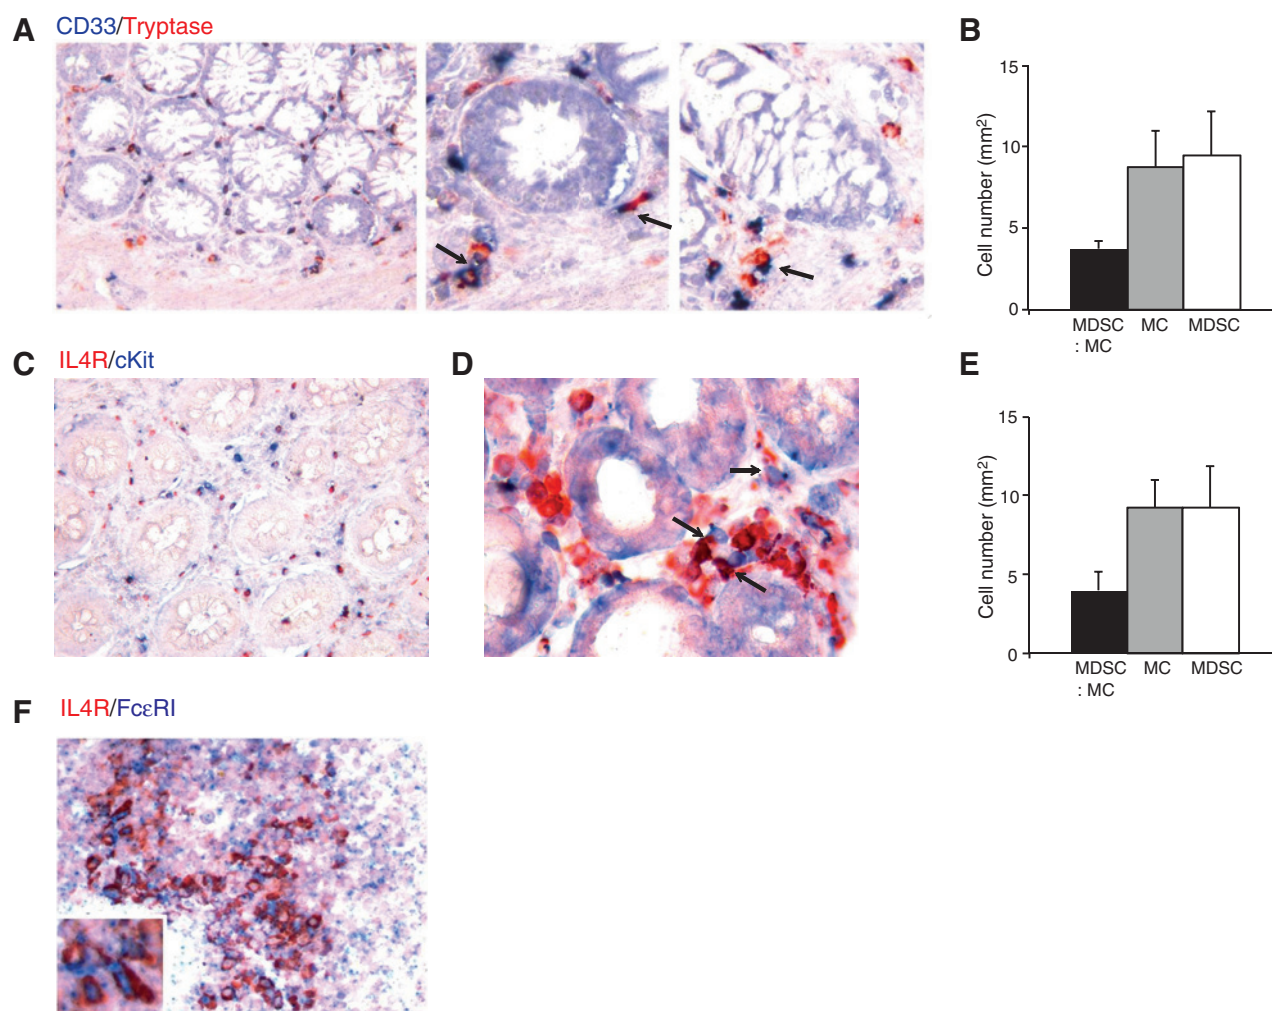 A CD33/Tryptase
B
15
10
5
0
Cell number (mm²)
MDSC : MC
MC
MDSC
C IL4R/cKit
D
E
15
10
5
0
Cell number (mm²)
MDSC : MC
MC
MDSC
F IL4R/FcεRI